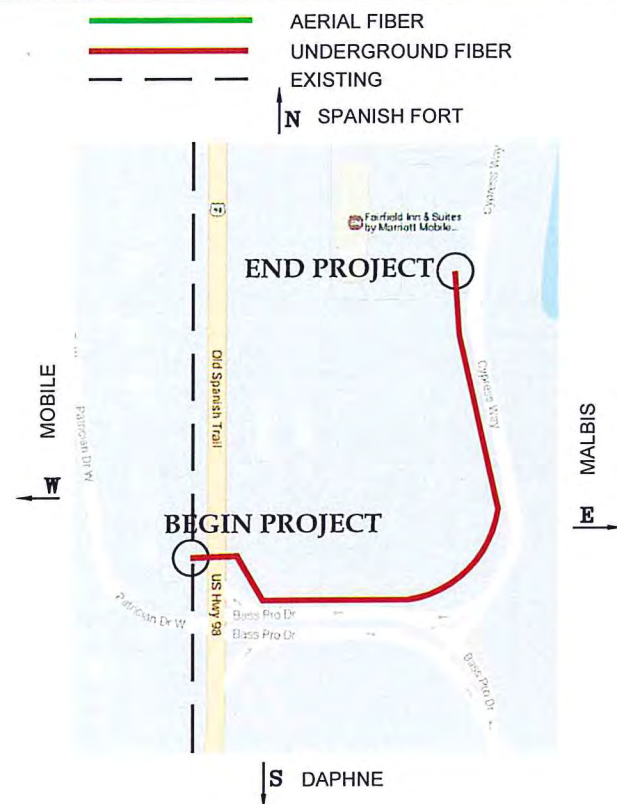 AERIAL FIBER
UNDERGROUND FIBER
EXISTING
N SPANISH FORT
Cypress Way
Fairfield Inn & Suites
by Marriott Mobile...
END PROJECT
MOBILE
W
Patrician Dr W
Old Spanish Trail
Cypress Way
MALBIS
E
BEGIN PROJECT
US Hwy 98
Patrician Dr W
Bass Pro Dr
Bass Pro Dr
Bass Pro Dr
S DAPHNE